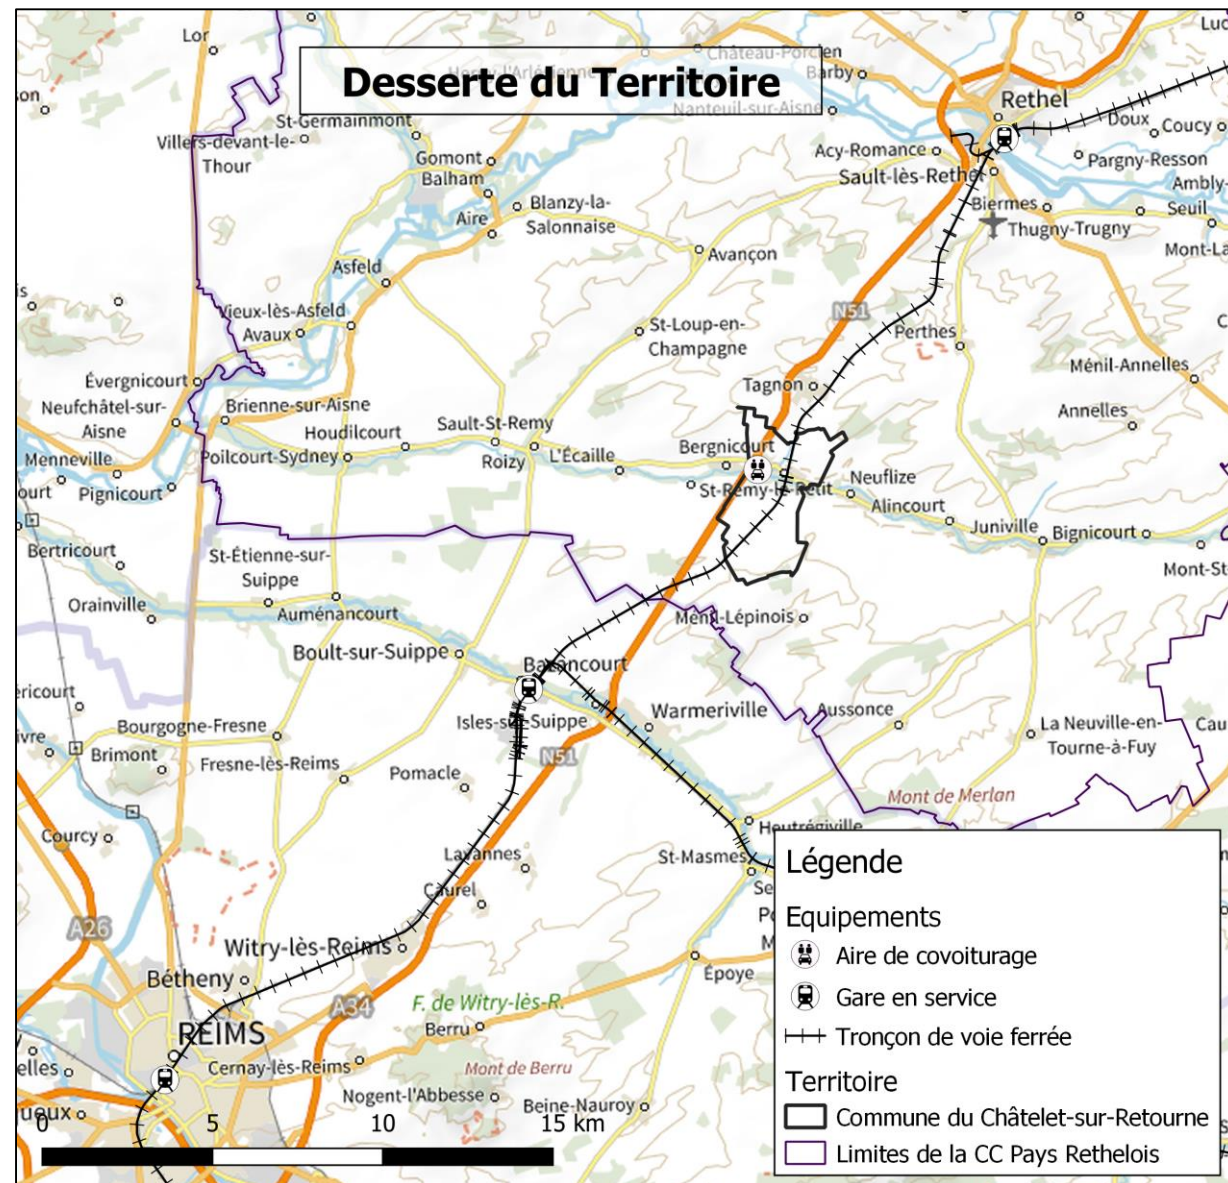 Lor
Château-Porcien
Barby
Desserte du Territoire
Nanteuil-sur-Aisne
Rethel
St-Germainmont
Villers-devant-le-
Thour
Gomont
Balham
Doux
Coucy
Acy-Romance
Pargny-Resson
Sault-lès-Rethel
Ambly-
Blanzy-la-
Salonnaise
Aire
Biermes
Seuil
Thugny-Trugny
Avançon
Asfeld
Vieux-lès-Asfeld
Avaux
N51
St-Loup-en-
Champagne
Perthes
Ménil-Annelles
Évergnicourt
Tagnon
Neufchâtel-sur-
Aisne
Brienne-sur-Aisne
Annelles
Houdilcourt
Sault-St-Remy
Bergnicourt
Menneville
Poilcourt-Sydney
Roizy
L'Écaille
Neuflize
Pignicourt
St-Remy-le-Petit
Alincourt
Juniville
Bignicourt
Bertricourt
St-Étienne-sur-
Suippe
Mont-St-
Orainville
Auménancourt
Ménil-Lépinois
Boult-sur-Suippe
Bazancourt
Warmeriville
Aussonce
La Neuville-en-
Tourne-à-Fuy
Bourgogne-Fresne
Isles-sur-Suippe
Brimont
Fresne-lès-Reims
Pomacle
N51
Mont de Merlan
Courcy
Heutrégiville
Lavannes
St-Masmes
Caurel
A26
Witry-lès-Reims
Époye
Bétheny
A34
F. de Witry-lès-R.
REIMS
Berru
Cernay-lès-Reims
Mont de Berru
Nogent-l'Abbesse
Beine-Nauroy
0 5 10 15 km
Légende
Equipements
Aire de covoiturage
Gare en service
Tronçon de voie ferrée
Territoire
Commune du Châtelet-sur-Retourne
Limites de la CC Pays Rethelois